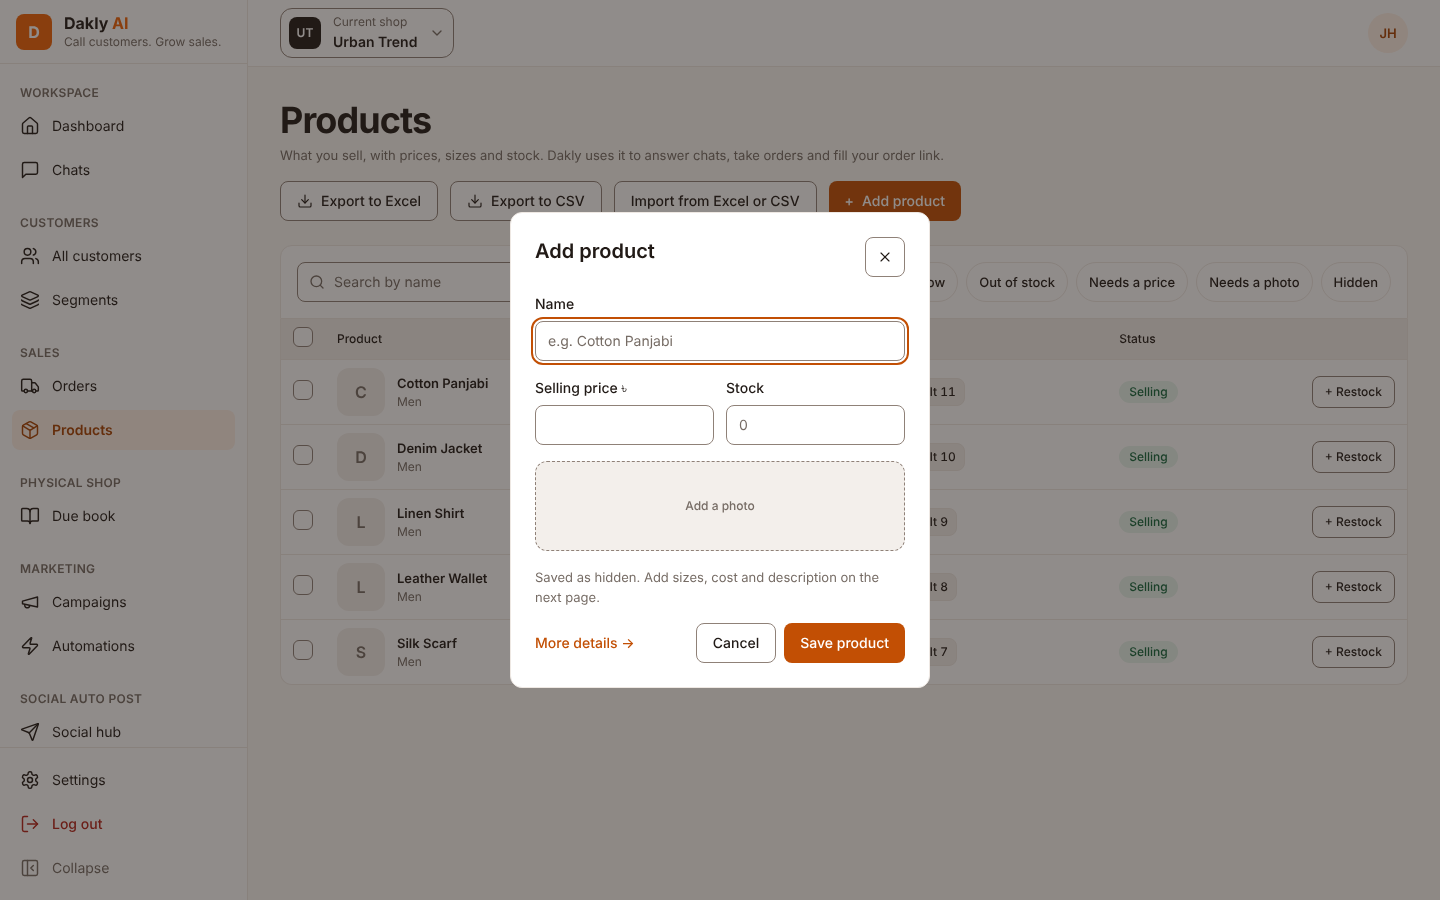 D
Dakly AI
Call customers. Grow sales.
WORKSPACE
Dashboard
Chats
CUSTOMERS
All customers
Segments
SALES
Orders
Products
PHYSICAL SHOP
Due book
MARKETING
Campaigns
Automations
SOCIAL AUTO POST
Social hub
Settings
Log out
Collapse
UT
Current shop
Urban Trend
JH
Products
What you sell, with prices, sizes and stock. Dakly uses it to answer chats, take orders and fill your order link.
Export to Excel
Export to CSV
Import from Excel or CSV
+ Add product
Search by name
Out of stock
Needs a price
Needs a photo
Hidden
Product
Status
C
Cotton Panjabi
Men
11
Selling
+ Restock
D
Denim Jacket
Men
10
Selling
+ Restock
L
Linen Shirt
Men
9
Selling
+ Restock
L
Leather Wallet
Men
8
Selling
+ Restock
S
Silk Scarf
Men
7
Selling
+ Restock
Add product
Name
e.g. Cotton Panjabi
Selling price ৳
Stock
0
Add a photo
Saved as hidden. Add sizes, cost and description on the
next page.
More details →
Cancel
Save product